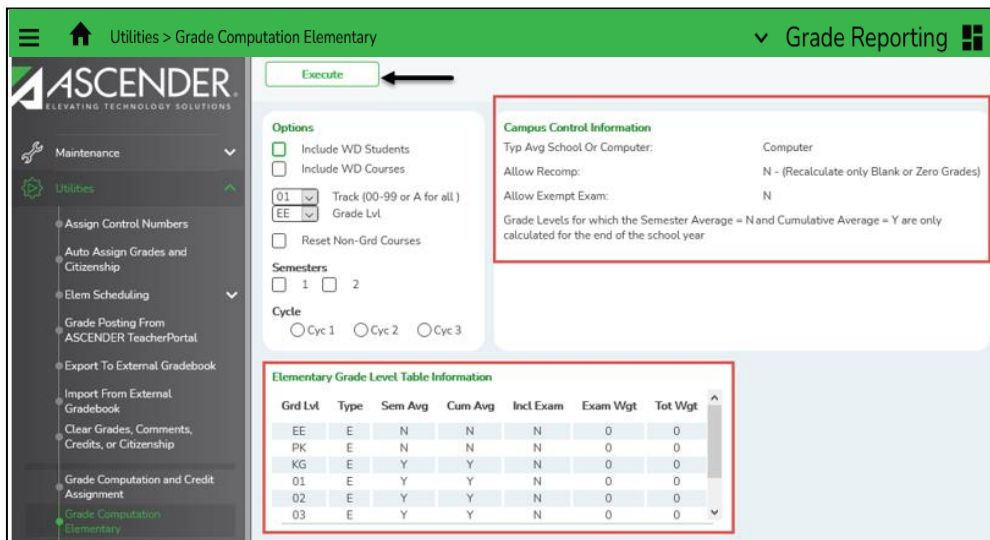 Utilities > Grade Computation Elementary
Grade Reporting
ASCENDER
ELEVATING TECHNOLOGY SOLUTIONS
Maintenance
Utilities
Assign Control Numbers
Auto Assign Grades and
Citizenship
Elem Scheduling
Grade Posting From
ASCENDER TeacherPortal
Export To External Gradebook
Import From External
Gradebook
Clear Grades, Comments,
Credits, or Citizenship
Grade Computation and Credit
Assignment
Grade Computation
Elementary
Execute
Options
Include WD Students
Include WD Courses
01 Track (00-99 or A for all )
EE Grade Lvl
Reset Non-Grd Courses
Semesters
1 2
Cycle
Cyc 1 Cyc 2 Cyc 3
Campus Control Information
Typ Avg School Or Computer: Computer
Allow Recomp: N - (Recalculate only Blank or Zero Grades)
Allow Exempt Exam: N
Grade Levels for which the Semester Average = N and Cumulative Average = Y are only
calculated for the end of the school year
Elementary Grade Level Table Information
Grd Lvl Type Sem Avg Cum Avg Incl Exam Exam Wgt Tot Wgt
EE E N N N 0 0
PK E N N N 0 0
KG E Y Y N 0 0
01 E Y Y N 0 0
02 E Y Y N 0 0
03 E Y Y N 0 0